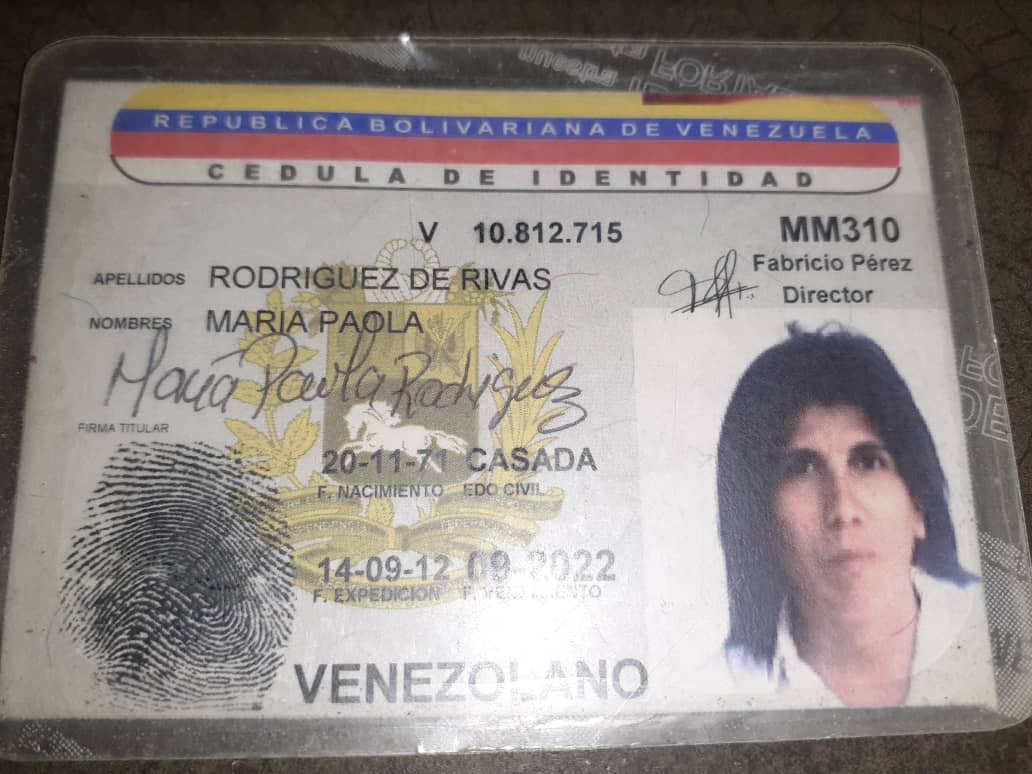 REPUBLICA BOLIVARIANA DE VENEZUELA
CEDULA DE IDENTIDAD
V 10.812.715
MM310
Fabricio Pérez
Director
APELLIDOS RODRIGUEZ DE RIVAS
NOMBRES MARIA PAOLA
Maria Paola Rodriguez
FIRMA TITULAR
20-11-71 CASADA
F. NACIMIENTO EDO CIVIL
14-09-12 09-2022
F. EXPEDICION F. VENCIMIENTO
VENEZOLANO